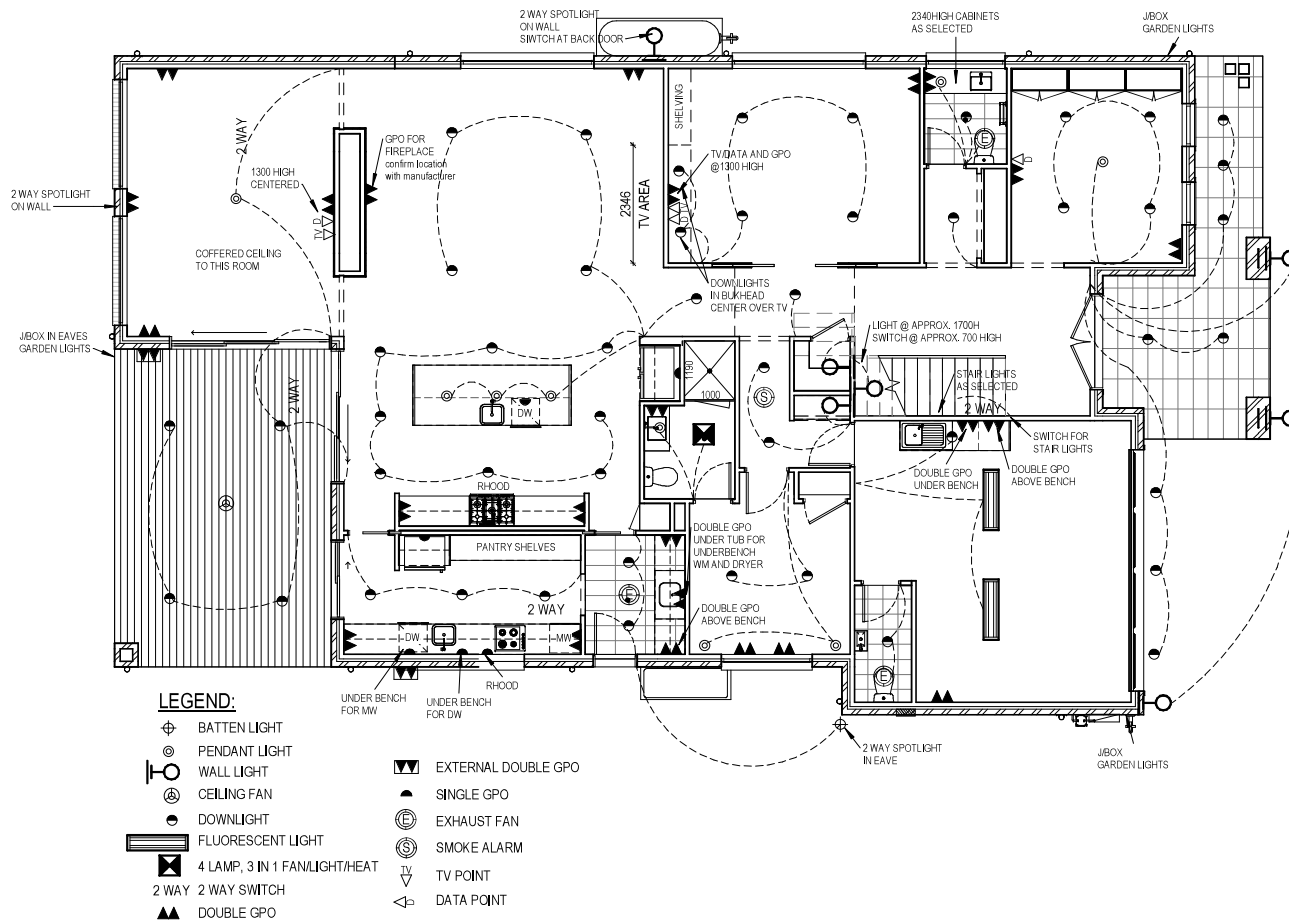 2 WAY SPOTLIGHT
ON WALL
SIWTCH AT BACK DOOR
2340HIGH CABINETS
AS SELECTED
J/BOX
GARDEN LIGHTS
2 WAY
SHELVING
GPO FOR
FIREPLACE
confirm location
with manufacturer
TV/DATA AND GPO
@1300 HIGH
E
D
1300 HIGH
CENTERED
2 WAY SPOTLIGHT
ON WALL
2346
TV AREA
D
TV
D
TV
COFFERED CEILING
TO THIS ROOM
DOWNLIGHTS
IN BUKHEAD
CENTER OVER TV
J/BOX IN EAVES
GARDEN LIGHTS
LIGHT @ APPROX. 1700H
SWITCH @ APPROX. 700 HIGH
1190
1000
STAIR LIGHTS
AS SELECTED
2 WAY
2 WAY
DW
S
SWITCH FOR
STAIR LIGHTS
DOUBLE GPO
UNDER BENCH
DOUBLE GPO
ABOVE BENCH
RHOOD
PANTRY SHELVES
DOUBLE GPO
UNDER TUB FOR
UNDERBENCH
WM AND DRYER
E
2 WAY
DOUBLE GPO
ABOVE BENCH
DW
MW
E
UNDER BENCH
FOR MW
UNDER BENCH
FOR DW
RHOOD
2 WAY SPOTLIGHT
IN EAVE
J/BOX
GARDEN LIGHTS
LEGEND:
BATTEN LIGHT
PENDANT LIGHT
WALL LIGHT
CEILING FAN
DOWNLIGHT
FLUORESCENT LIGHT
4 LAMP, 3 IN 1 FAN/LIGHT/HEAT
2 WAY 2 WAY SWITCH
DOUBLE GPO
EXTERNAL DOUBLE GPO
SINGLE GPO
E EXHAUST FAN
S SMOKE ALARM
TV TV POINT
D DATA POINT